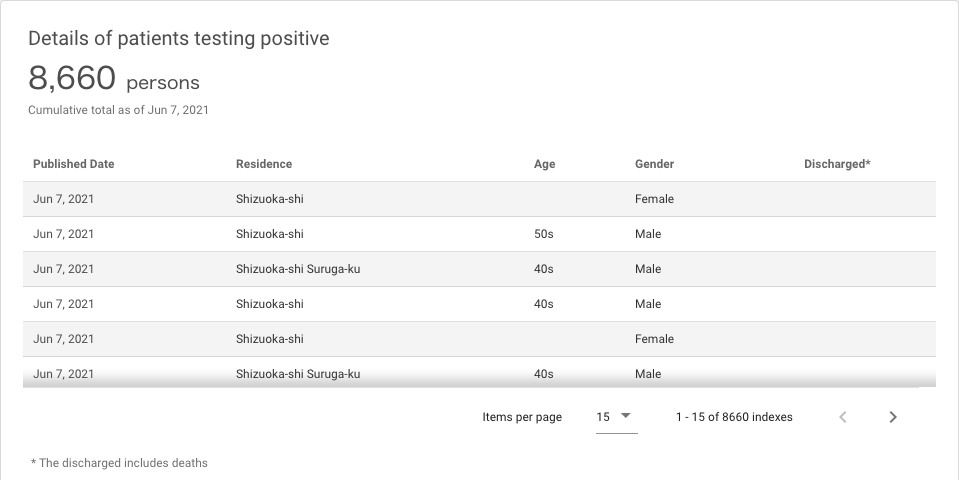 Details of patients testing positive
8,660 persons
Cumulative total as of Jun 7, 2021
Published Date Residence Age Gender Discharged*
Jun 7, 2021 Shizuoka-shi Female
Jun 7, 2021 Shizuoka-shi 50s Male
Jun 7, 2021 Shizuoka-shi Suruga-ku 40s Male
Jun 7, 2021 Shizuoka-shi 40s Male
Jun 7, 2021 Shizuoka-shi Female
Jun 7, 2021 Shizuoka-shi Suruga-ku 40s Male
Items per page 15 1 - 15 of 8660 indexes
* The discharged includes deaths